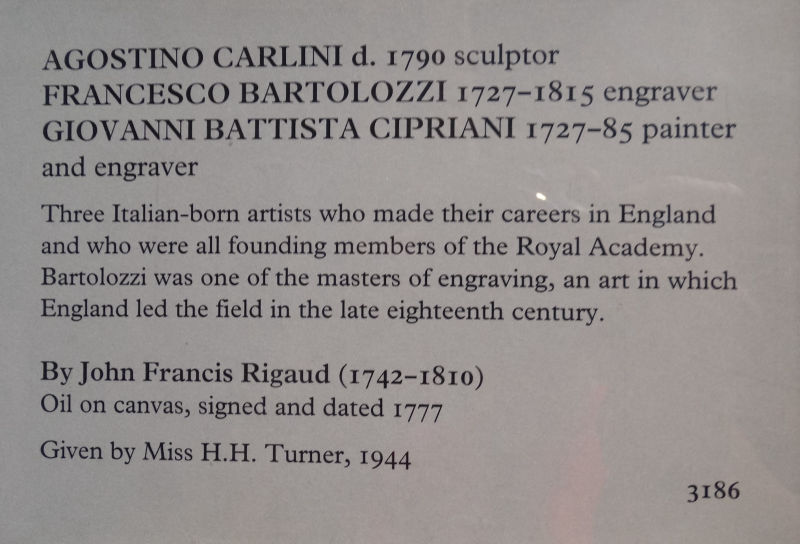 AGOSTINO CARLINI d. 1790 sculptor
FRANCESCO BARTOLOZZI 1727–1815 engraver
GIOVANNI BATTISTA CIPRIANI 1727–85 painter
and engraver
Three Italian-born artists who made their careers in England
and who were all founding members of the Royal Academy.
Bartolozzi was one of the masters of engraving, an art in which
England led the field in the late eighteenth century.
By John Francis Rigaud (1742–1810)
Oil on canvas, signed and dated 1777
Given by Miss H.H. Turner, 1944
3186